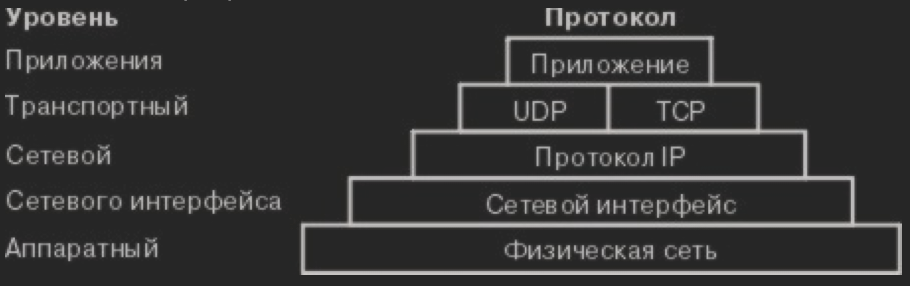 Уровень Протокол
Приложения Приложение
Транспортный UDP TCP
Сетевой Протокол IP
Сетевого интерфейса Сетевой интерфейс
Аппаратный Физическая сеть